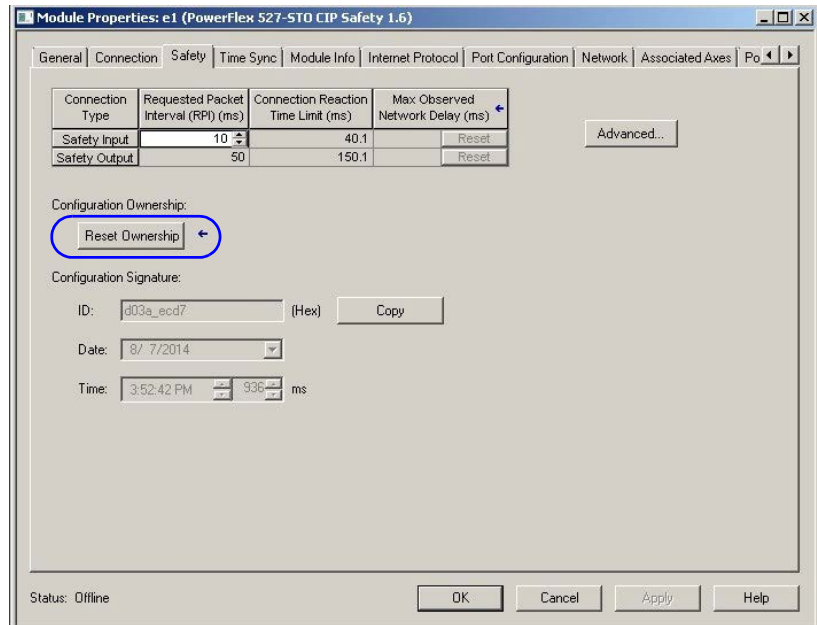 Module Properties: e1 (PowerFlex 527-STO CIP Safety 1.6)
General Connection Safety Time Sync Module Info Internet Protocol Port Configuration Network Associated Axes Po
Connection Type Requested Packet Interval (RPI) (ms) Connection Reaction Time Limit (ms) Max Observed Network Delay (ms)
Safety Input 10 40.1 Reset
Safety Output 50 150.1 Reset
Advanced...
Configuration Ownership:
Reset Ownership
Configuration Signature:
ID: d03a_ecd7 (Hex) Copy
Date: 8/ 7/2014
Time: 3:52:42 PM 936 ms
Status: Offline OK Cancel Apply Help